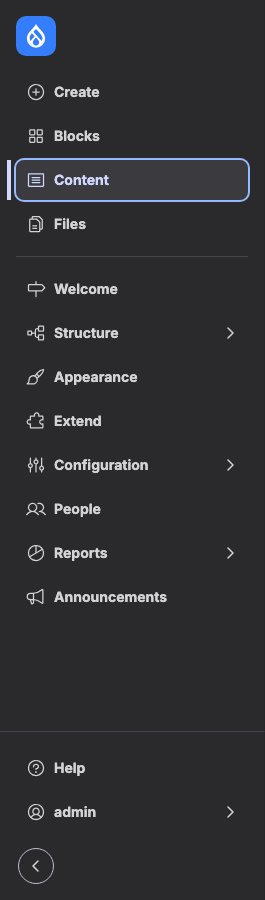 Create
Blocks
Content
Files
Welcome
Structure
Appearance
Extend
Configuration
People
Reports
Announcements
Help
admin